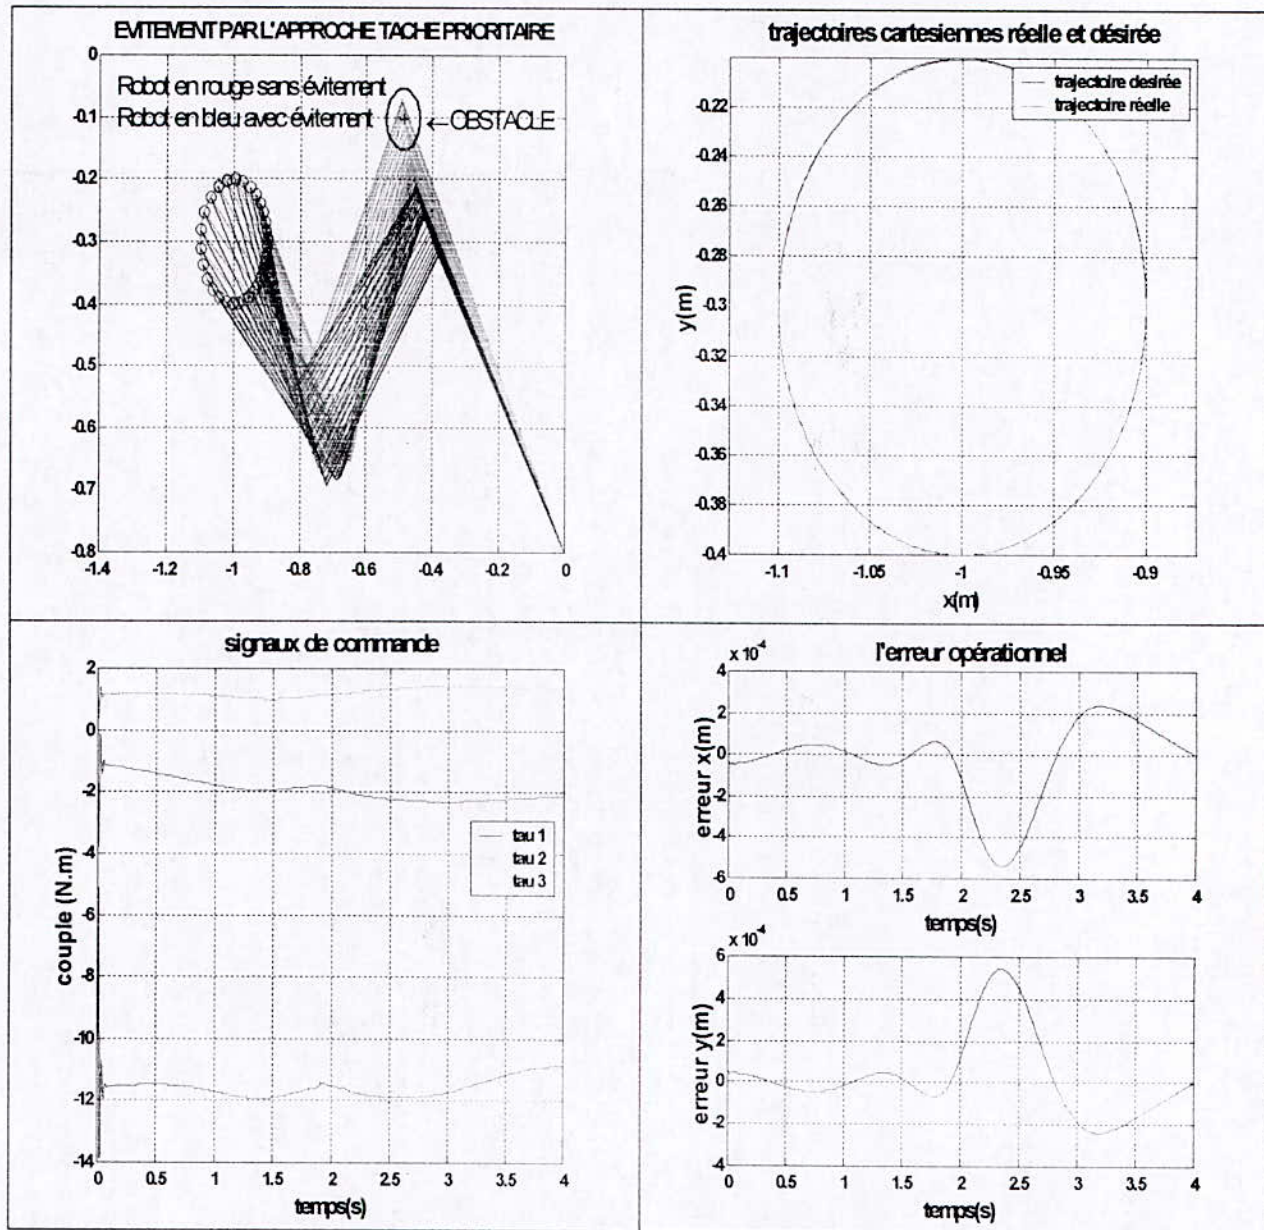 EVITEMENT PAR L'APPROCHE TACHE PRIORITAIRE
0
Robot en rouge sans évitement
Robot en bleu avec évitement
-0.1
←OBSTACLE
-0.2
-0.3
-0.4
-0.5
-0.6
-0.7
-0.8
-1.4 -1.2 -1 -0.8 -0.6 -0.4 -0.2 0
trajectoires cartesiennes réelle et désirée
trajectoire desirée
trajectoire réelle
y(m)
-0.22
-0.24
-0.26
-0.28
-0.3
-0.32
-0.34
-0.36
-0.38
-0.4
-1.1 -1.05 -1 -0.95 -0.9
x(m)
signaux de commande
couple (N.m)
2
0
-2
-4
-6
-8
-10
-12
-14
tau 1
tau 2
tau 3
0 0.5 1 1.5 2 2.5 3 3.5 4
temps(s)
l'erreur opérationnel
x 10⁻⁴
erreur x(m)
4
2
0
-2
-4
-6
0 0.5 1 1.5 2 2.5 3 3.5 4
temps(s)
x 10⁻⁴
erreur y(m)
6
4
2
0
-2
-4
0 0.5 1 1.5 2 2.5 3 3.5 4
temps(s)